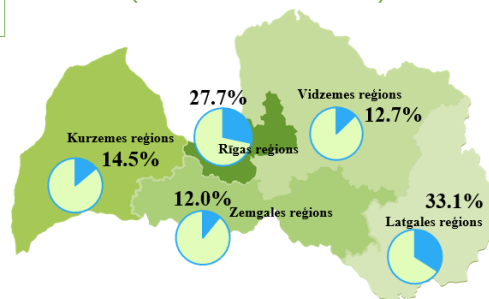 27.7%
Vidzemes reģions
12.7%
Kurzemes reģions
14.5%
Rīgas reģions
12.0%
Zemgales reģions
33.1%
Latgales reģions